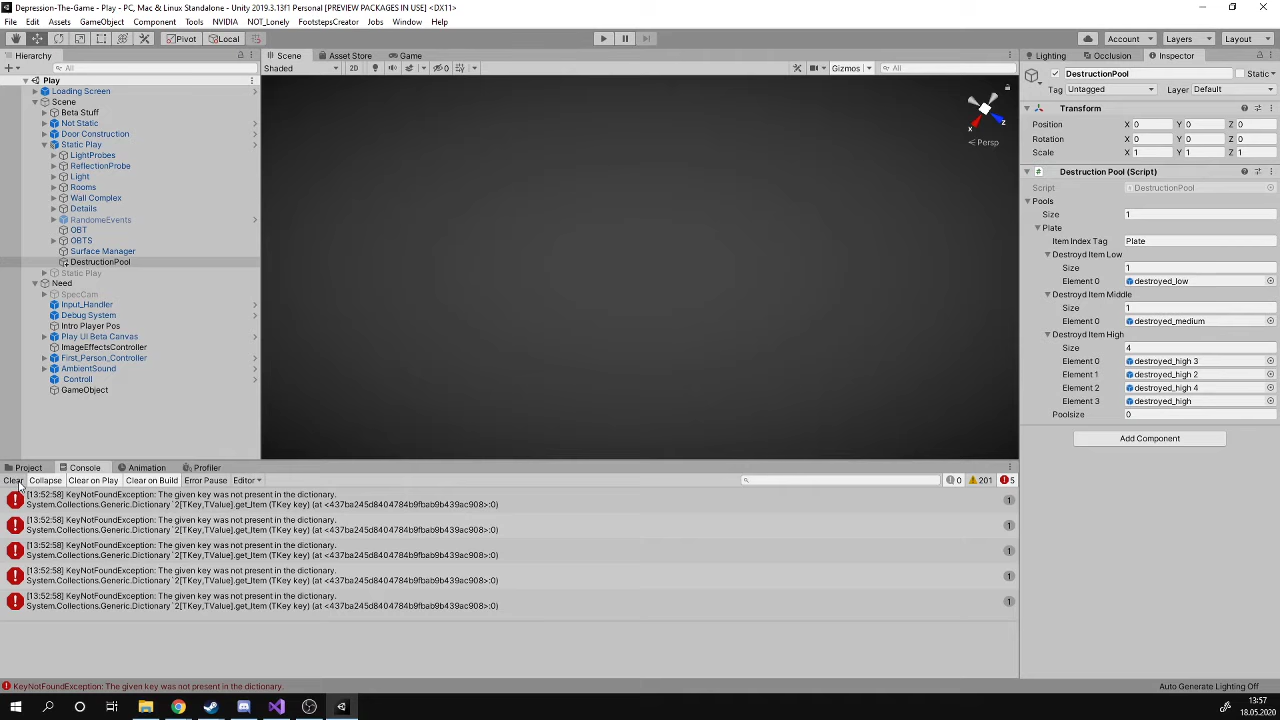 Depression-The-Game - Play - PC, Mac & Linux Standalone - Unity 2019.3.13f1 Personal [PREVIEW PACKAGES IN USE] <DX11>
File Edit Assets GameObject Component Tools NVIDIA NOT_Lonely FootstepsCreator Jobs Window Help
Pivot Local Account Layers Layout
Hierarchy
All
Play
Loading Screen
Scene
Beta Stuff
Not Static
Door Construction
Static Play
LightProbes
ReflectionProbe
Light
Rooms
Wall Complex
Details
RandomeEvents
OBT
OBTS
Surface Manager
DestructionPool
Static Play
Need
SpecCam
Input_Handler
Debug System
Intro Player Pos
Play UI Beta Canvas
ImageEffectsController
First_Person_Controller
AmbientSound
Controll
GameObject
Scene Asset Store Game
Shaded 2D 0 Gizmos All
x z
Persp
Lighting Occlusion Inspector
DestructionPool Static
Tag Untagged Layer Default
Transform
Position X 0 Y 0 Z 0
Rotation X 0 Y 0 Z 0
Scale X 1 Y 1 Z 1
Destruction Pool (Script)
Script DestructionPool
Pools
Size 1
Plate
Item Index Tag Plate
Destroyd Item Low
Size 1
Element 0 destroyed_low
Destroyd Item Middle
Size 1
Element 0 destroyed_medium
Destroyd Item High
Size 4
Element 0 destroyed_high 3
Element 1 destroyed_high 2
Element 2 destroyed_high 4
Element 3 destroyed_high
Poolsize 0
Add Component
Project Console Animation Profiler
Clear Collapse Clear on Play Clear on Build Error Pause Editor 0 201 5
[13:52:58] KeyNotFoundException: The given key was not present in the dictionary.
System.Collections.Generic.Dictionary`2[TKey,TValue].get_Item (TKey key) (at <437ba245d8404784b9fbab9b439ac908>:0) 1
[13:52:58] KeyNotFoundException: The given key was not present in the dictionary.
System.Collections.Generic.Dictionary`2[TKey,TValue].get_Item (TKey key) (at <437ba245d8404784b9fbab9b439ac908>:0) 1
[13:52:58] KeyNotFoundException: The given key was not present in the dictionary.
System.Collections.Generic.Dictionary`2[TKey,TValue].get_Item (TKey key) (at <437ba245d8404784b9fbab9b439ac908>:0) 1
[13:52:58] KeyNotFoundException: The given key was not present in the dictionary.
System.Collections.Generic.Dictionary`2[TKey,TValue].get_Item (TKey key) (at <437ba245d8404784b9fbab9b439ac908>:0) 1
[13:52:58] KeyNotFoundException: The given key was not present in the dictionary.
System.Collections.Generic.Dictionary`2[TKey,TValue].get_Item (TKey key) (at <437ba245d8404784b9fbab9b439ac908>:0) 1
KeyNotFoundException: The given key was not present in the dictionary.
Auto Generate Lighting Off
13:57
18.05.2020